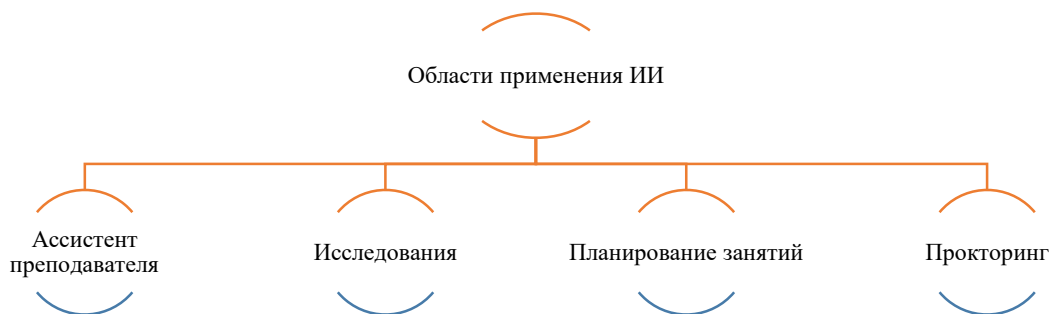 Области применения ИИ
Ассистент
преподавателя
Исследования
Планирование занятий
Прокторинг